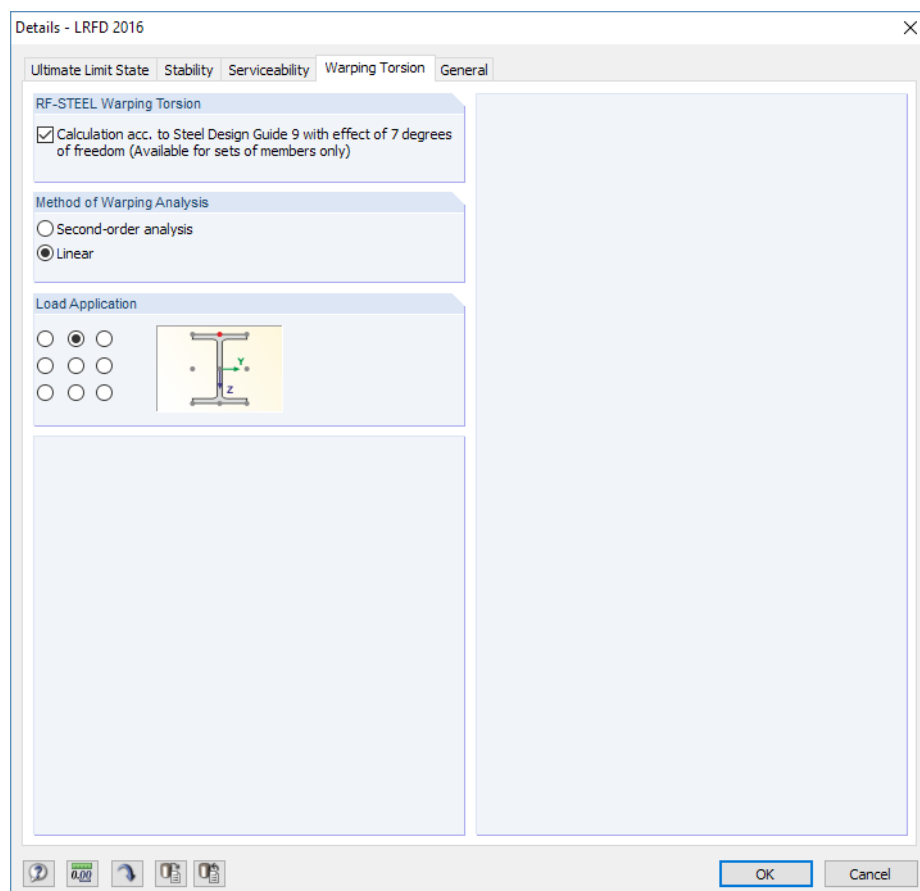 Details - LRFD 2016
Ultimate Limit State Stability Serviceability Warping Torsion General
RF-STEEL Warping Torsion
Calculation acc. to Steel Design Guide 9 with effect of 7 degrees
of freedom (Available for sets of members only)
Method of Warping Analysis
Second-order analysis
Linear
Load Application
Y
Z
0.00
OK Cancel